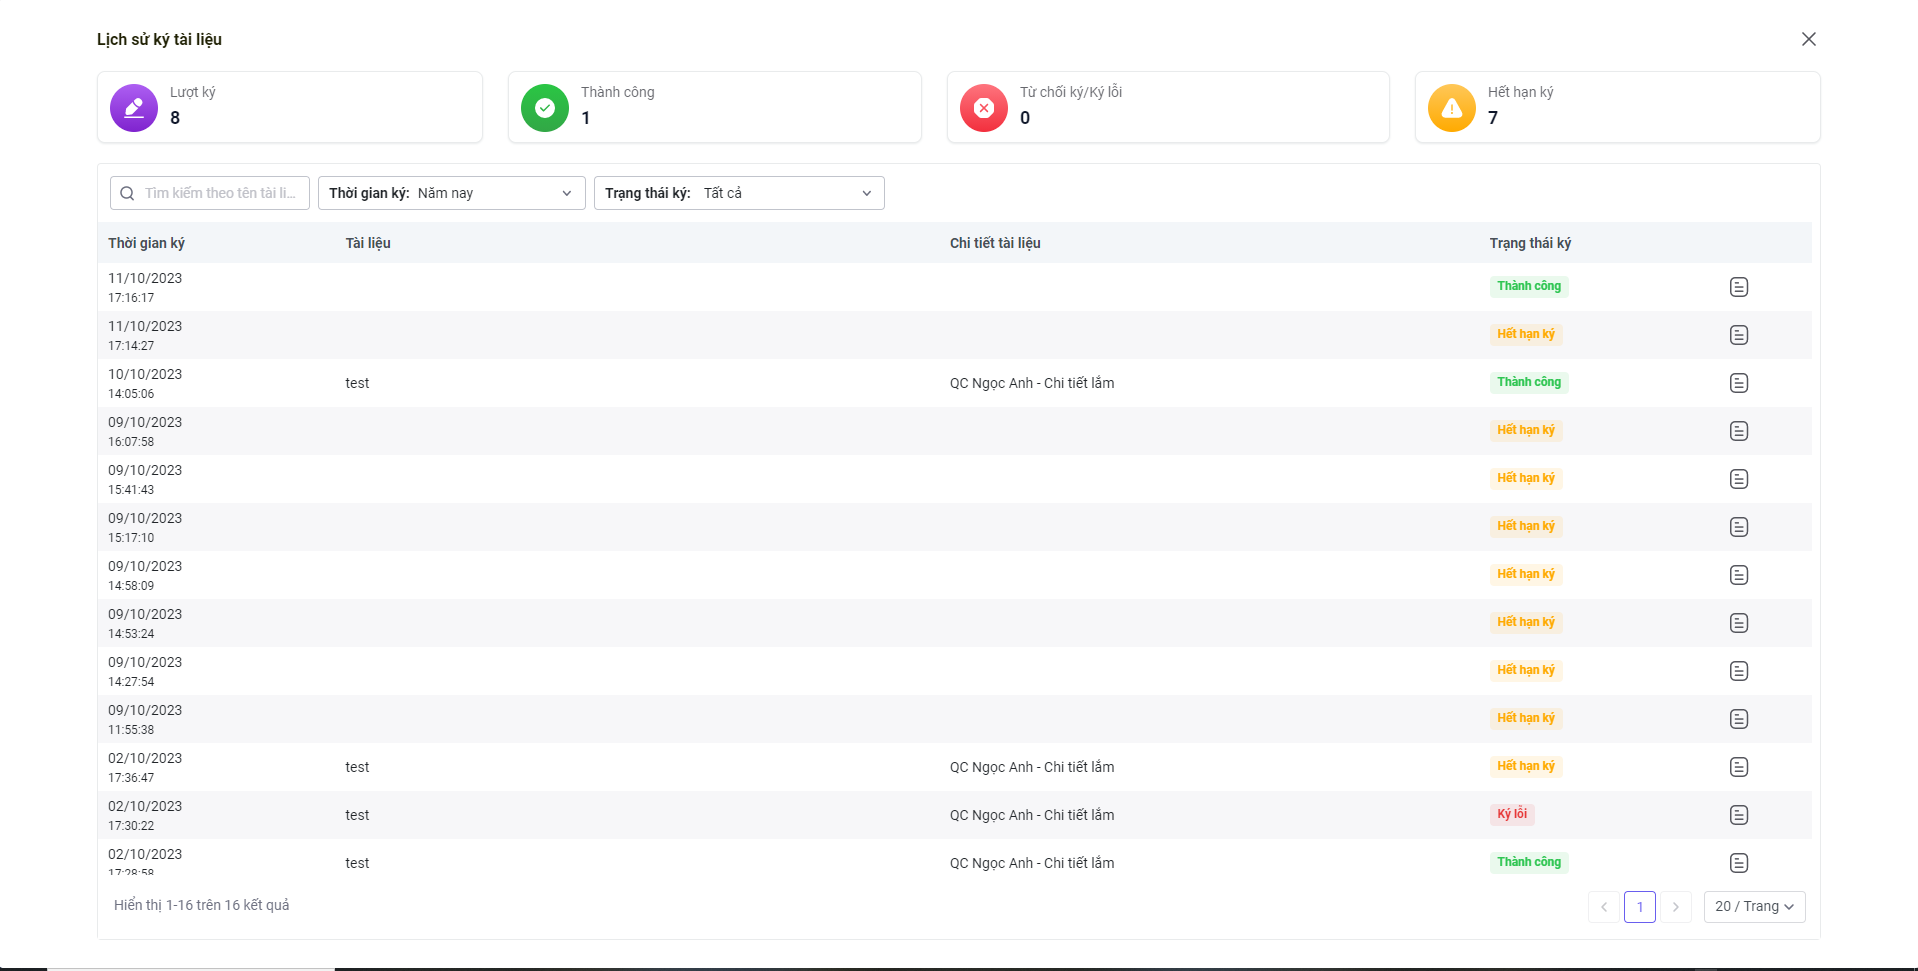 Lịch sử ký tài liệu
Lượt ký
8
Thành công
1
Từ chối ký/Ký lỗi
0
Hết hạn ký
7
Tìm kiếm theo tên tài li...
Thời gian ký: Năm nay
Trạng thái ký: Tất cả
Thời gian ký Tài liệu Chi tiết tài liệu Trạng thái ký
11/10/2023
17:16:17
Thành công
11/10/2023
17:14:27
Hết hạn ký
10/10/2023
14:05:06
test QC Ngọc Anh - Chi tiết lắm Thành công
09/10/2023
16:07:58
Hết hạn ký
09/10/2023
15:41:43
Hết hạn ký
09/10/2023
15:17:10
Hết hạn ký
09/10/2023
14:58:09
Hết hạn ký
09/10/2023
14:53:24
Hết hạn ký
09/10/2023
14:27:54
Hết hạn ký
09/10/2023
11:55:38
Hết hạn ký
02/10/2023
17:36:47
test QC Ngọc Anh - Chi tiết lắm Hết hạn ký
02/10/2023
17:30:22
test QC Ngọc Anh - Chi tiết lắm Ký lỗi
02/10/2023
17:28:58
test QC Ngọc Anh - Chi tiết lắm Thành công
Hiển thị 1-16 trên 16 kết quả
1
20 / Trang